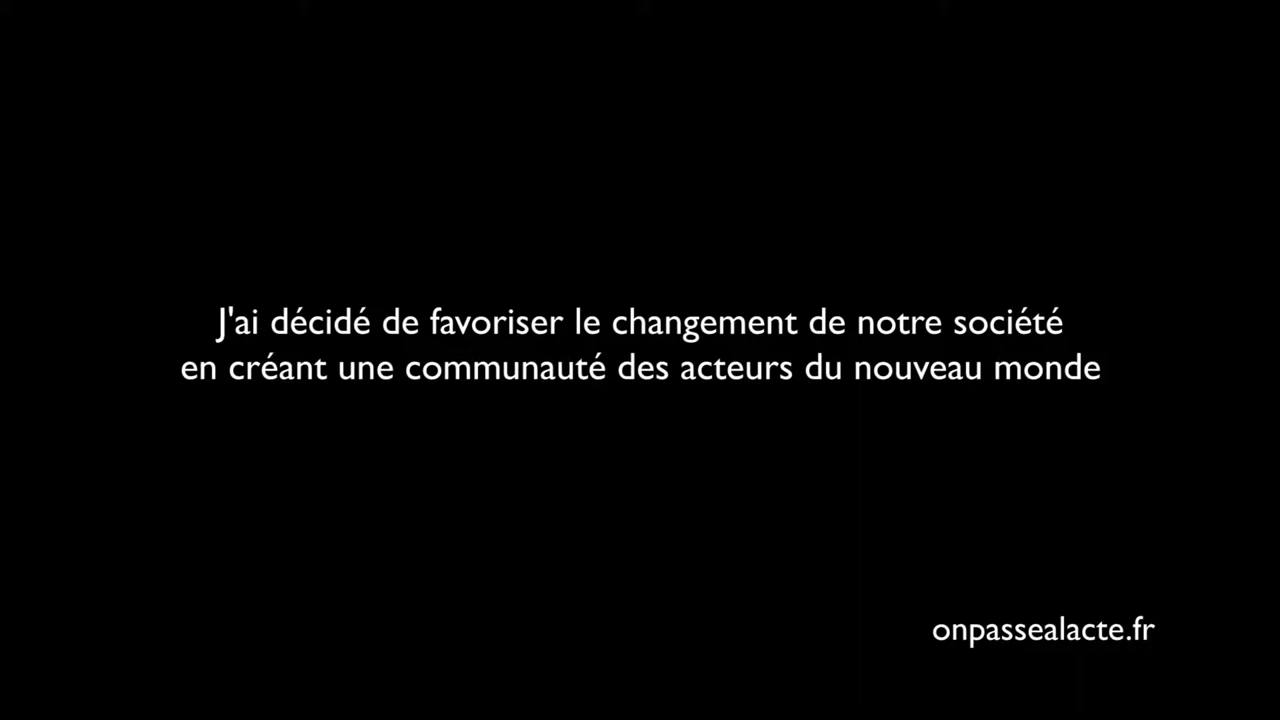 J'ai décidé de favoriser le changement de notre société
en créant une communauté des acteurs du nouveau monde
onpassealacte.fr